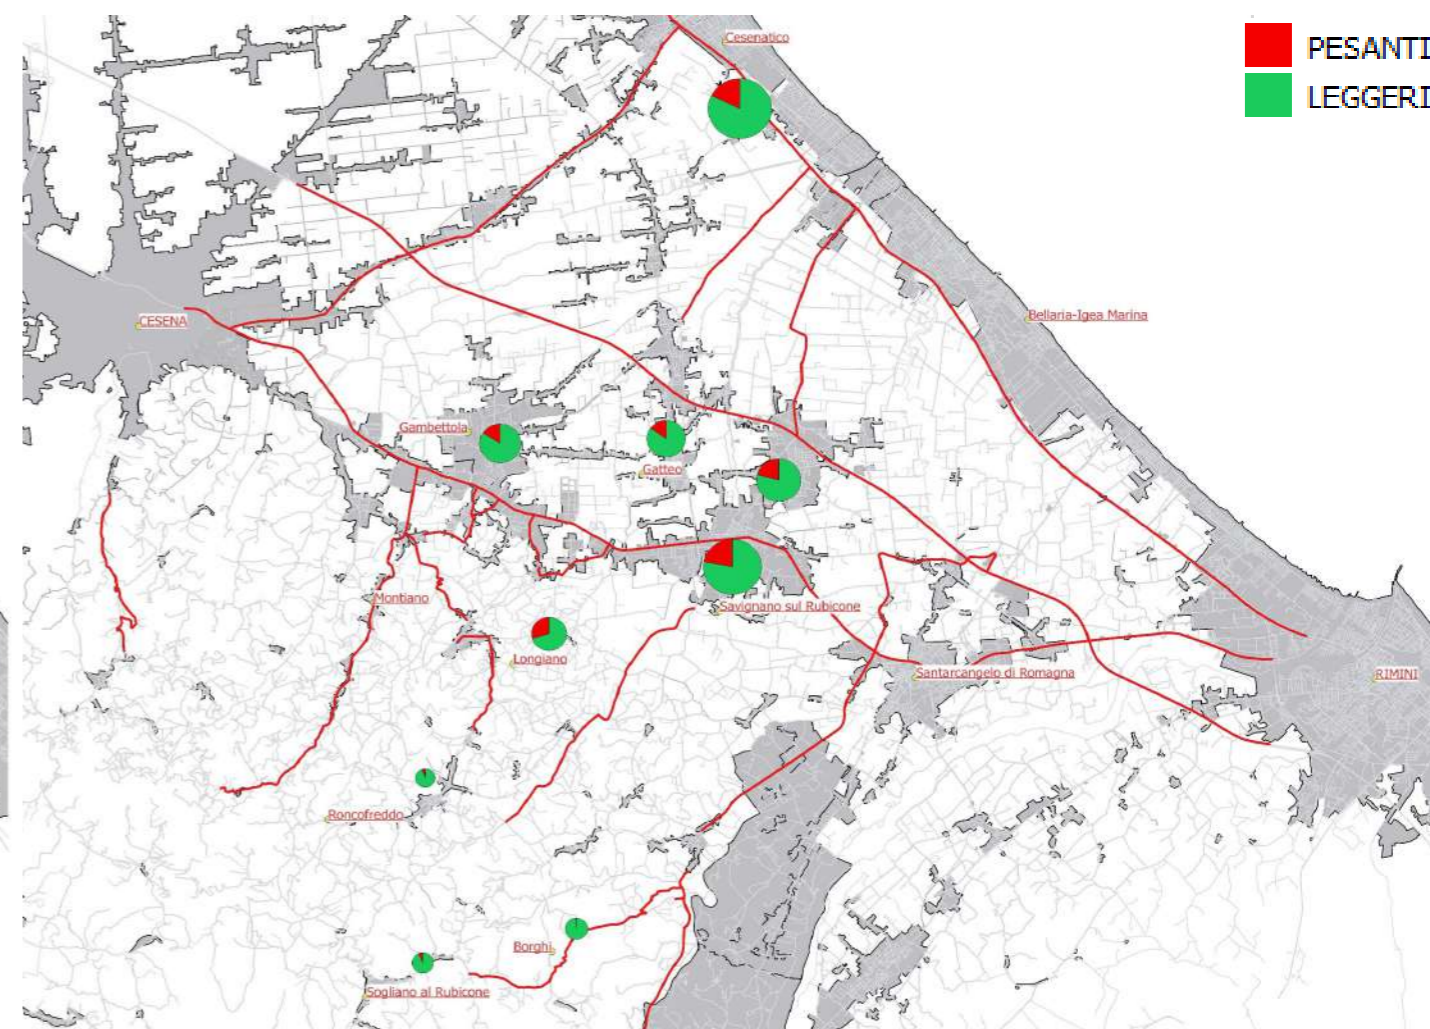 Cesenatico
PESANTI
LEGGERI
CESENA
Bellaria-Igea Marina
Gambettola
Gatteo
Montiano
Savignano sul Rubicone
Longiano
Santarcangelo di Romagna
RIMINI
Roncofreddo
Borghi
Sogliano al Rubicone